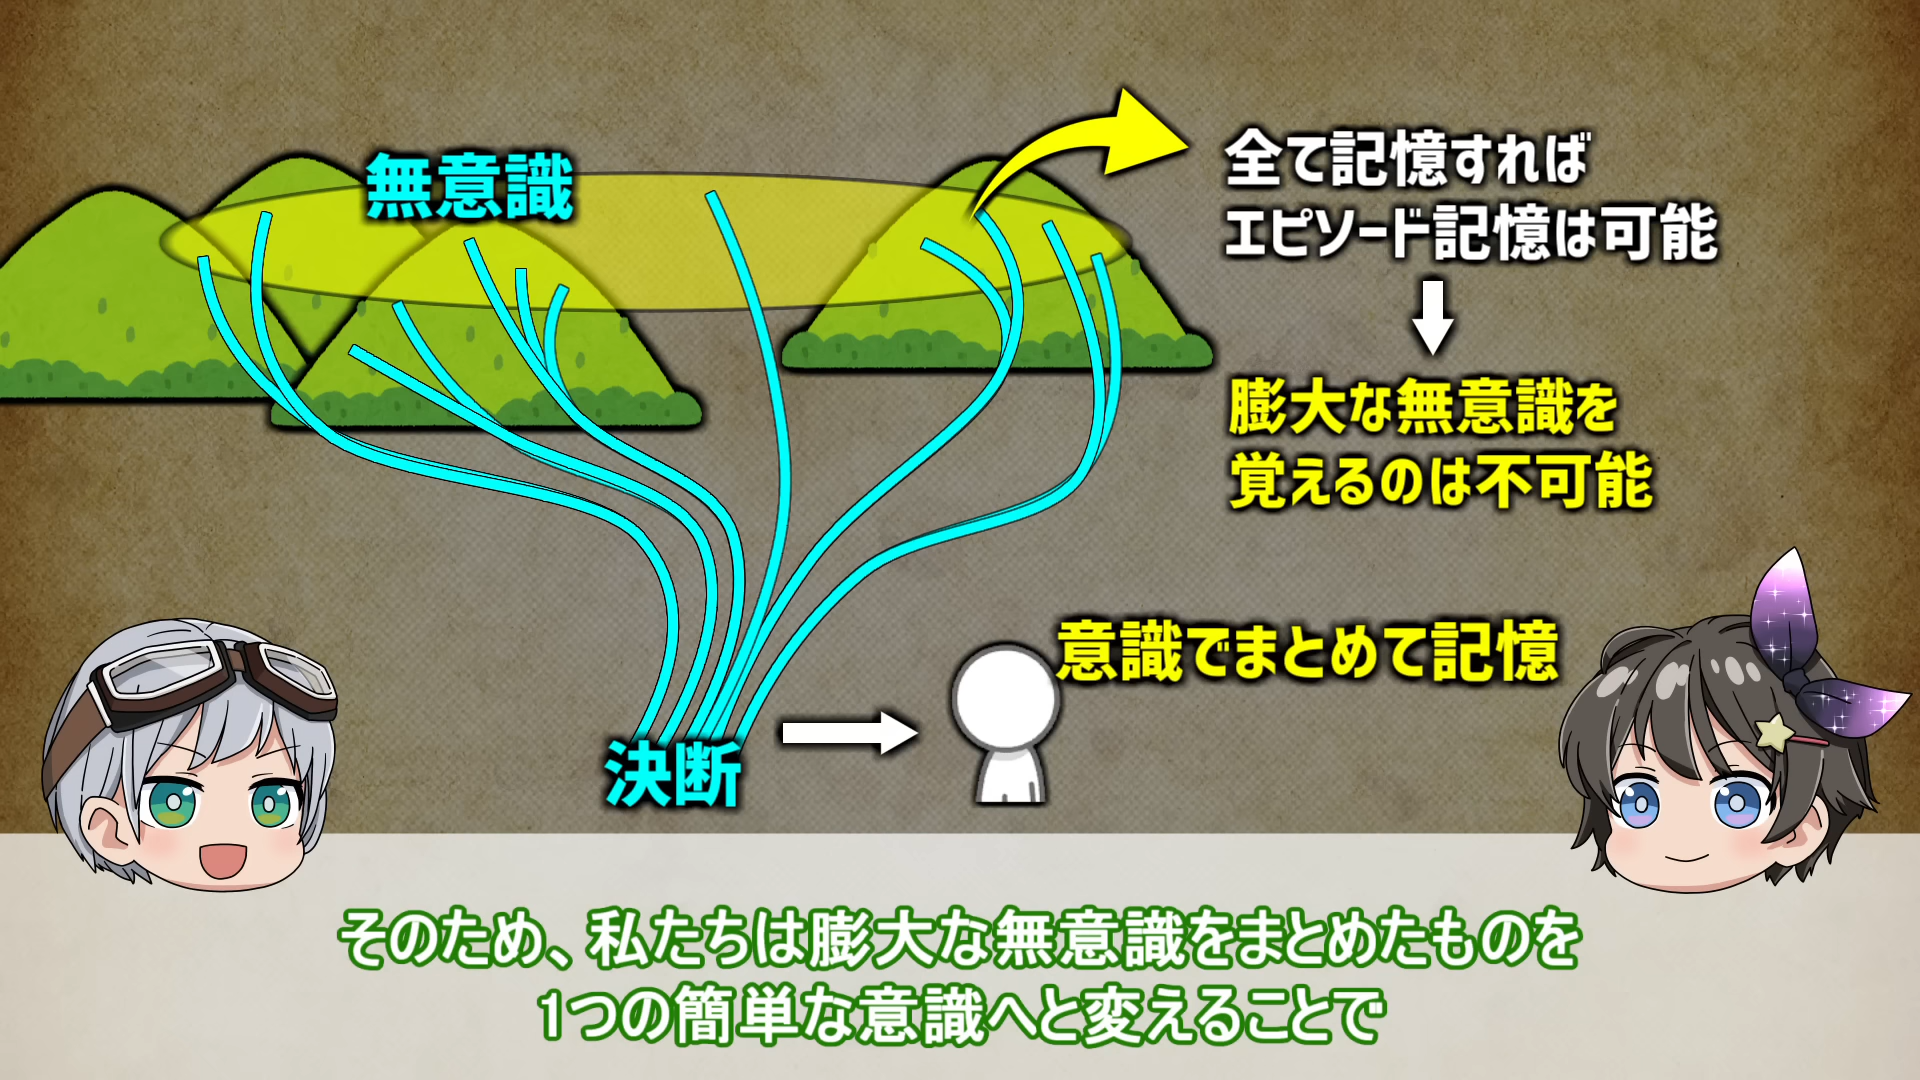 無意識
全て記憶すれば
エピソード記憶は可能
膨大な無意識を
覚えるのは不可能
意識でまとめて記憶
決断
そのため、私たちは膨大な無意識をまとめたものを
1つの簡単な意識へと変えることで